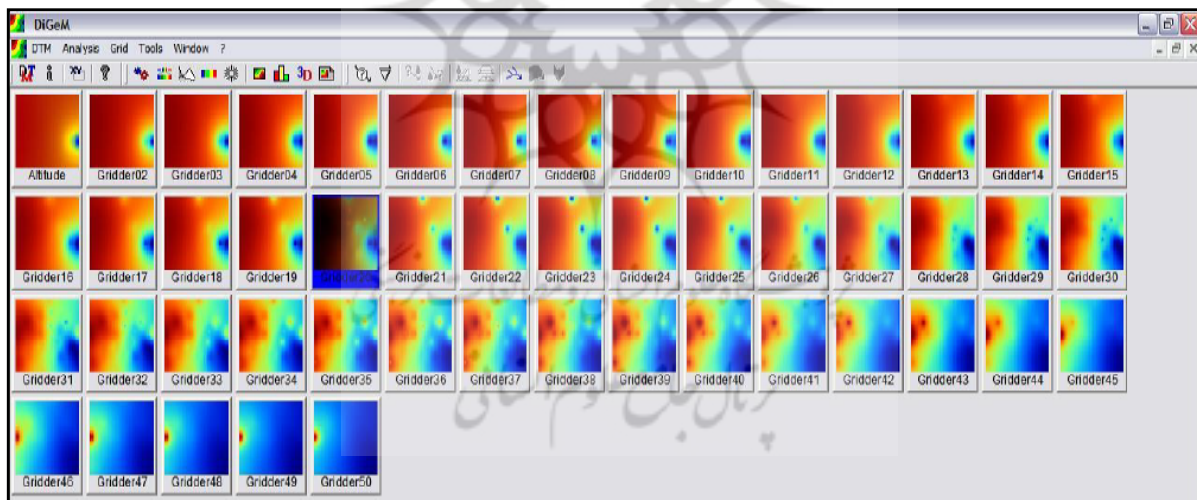 DiGeM
DTM Analysis Grid Tools Window ?
3D
Altitude Gridder02 Gridder03 Gridder04 Gridder05 Gridder06 Gridder07 Gridder08 Gridder09 Gridder10 Gridder11 Gridder12 Gridder13 Gridder14 Gridder15
Gridder16 Gridder17 Gridder18 Gridder19 Gridder21 Gridder22 Gridder23 Gridder24 Gridder25 Gridder26 Gridder27 Gridder28 Gridder29 Gridder30
Gridder31 Gridder32 Gridder33 Gridder34 Gridder35 Gridder36 Gridder37 Gridder38 Gridder39 Gridder40 Gridder41 Gridder42 Gridder43 Gridder44 Gridder45
Gridder46 Gridder47 Gridder48 Gridder49 Gridder50